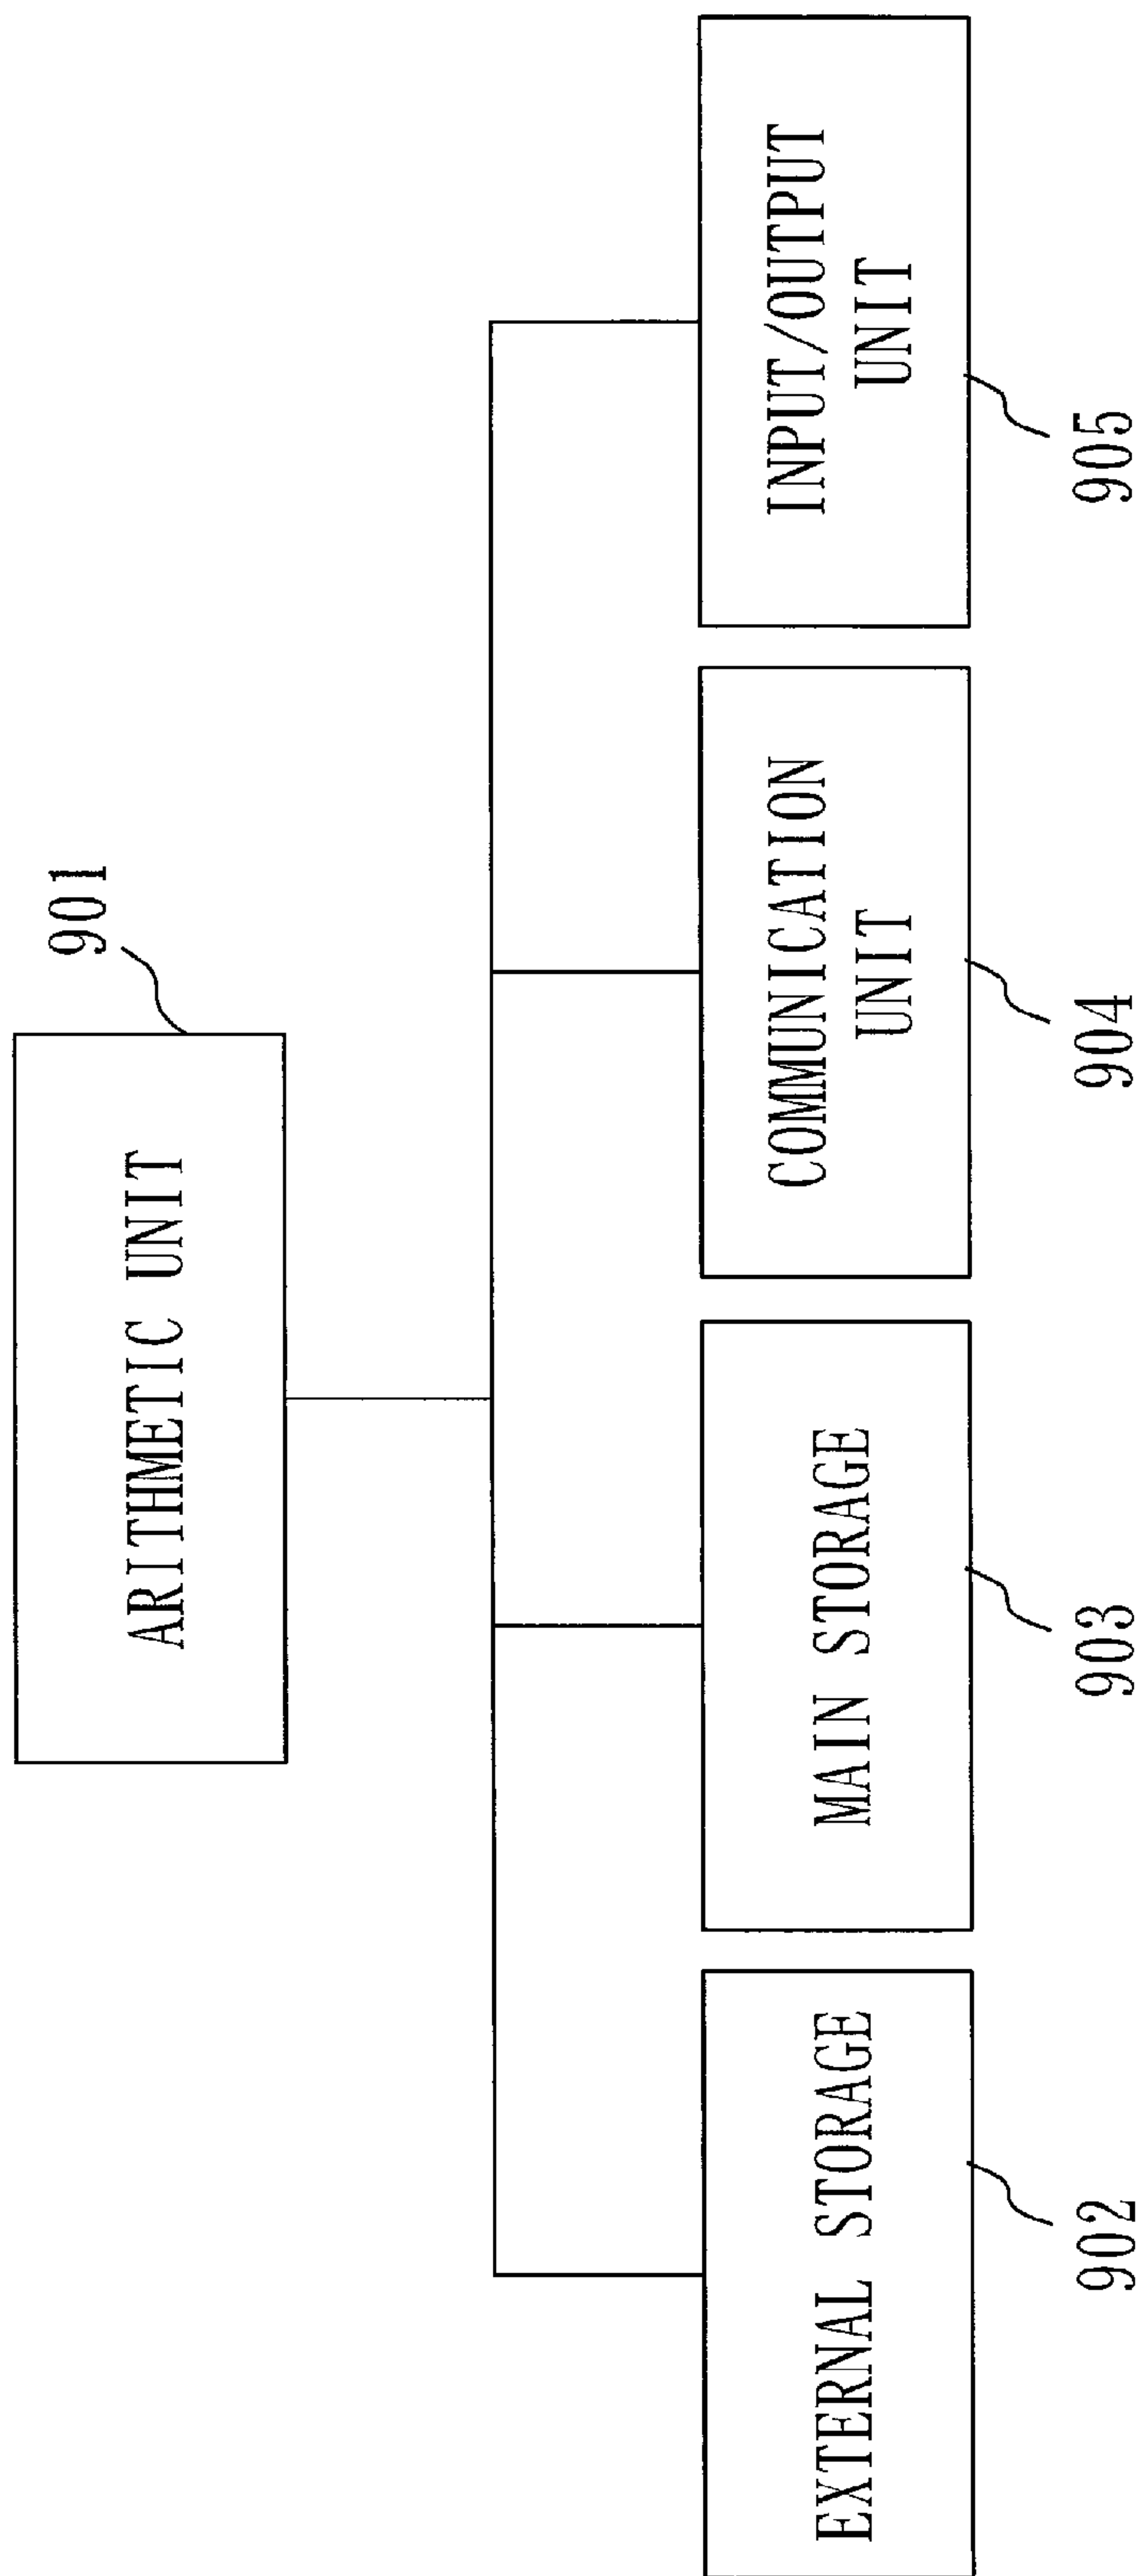 901
ARITHMETIC UNIT
EXTERNAL STORAGE
MAIN STORAGE
COMMUNICATION
UNIT
INPUT/OUTPUT
UNIT
902
903
904
905